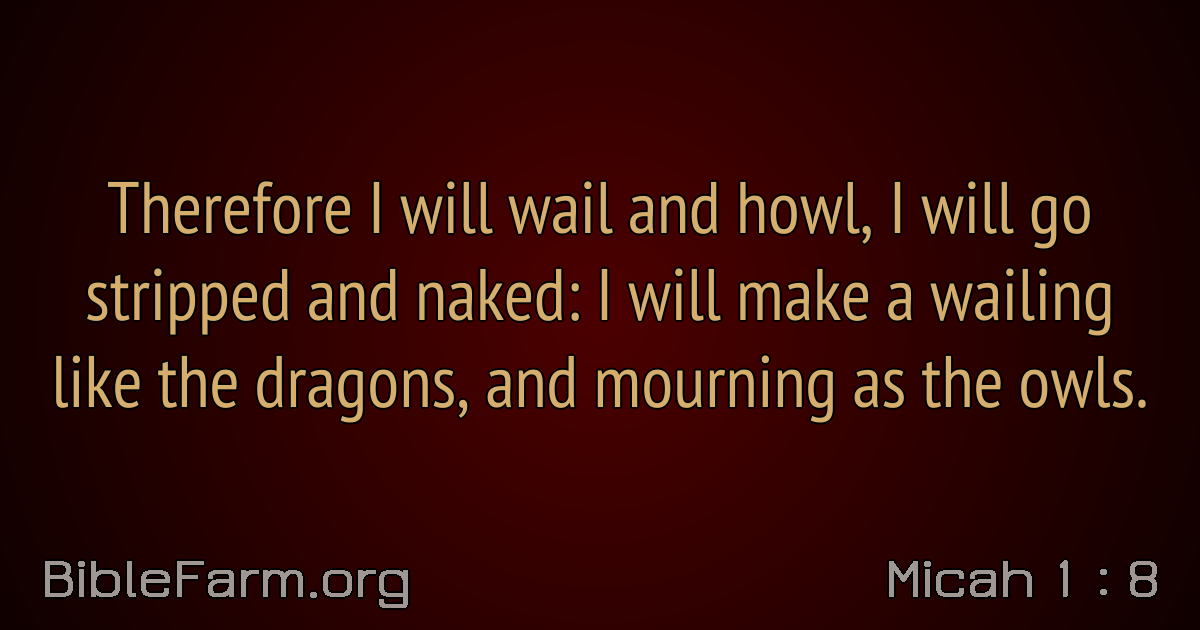 Therefore I will wail and howl, I will go
stripped and naked: I will make a wailing
like the dragons, and mourning as the owls.
BibleFarm.org
Micah 1 : 8